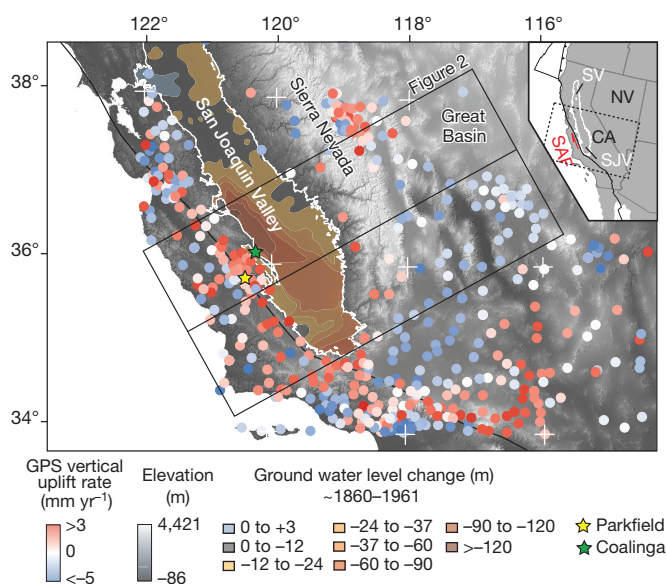 122° 120° 118° 116°
38°
36°
34°
San Joaquin Valley
Sierra Nevada
Figure 2
Great
Basin
SV
NV
CA
SAF
SJV
GPS vertical
uplift rate
(mm yr⁻¹)
>3
0
<–5
Elevation
(m)
4,421
–86
Ground water level change (m)
~1860–1961
0 to +3
0 to –12
–12 to –24
–24 to –37
–37 to –60
–60 to –90
–90 to –120
>–120
Parkfield
Coalinga